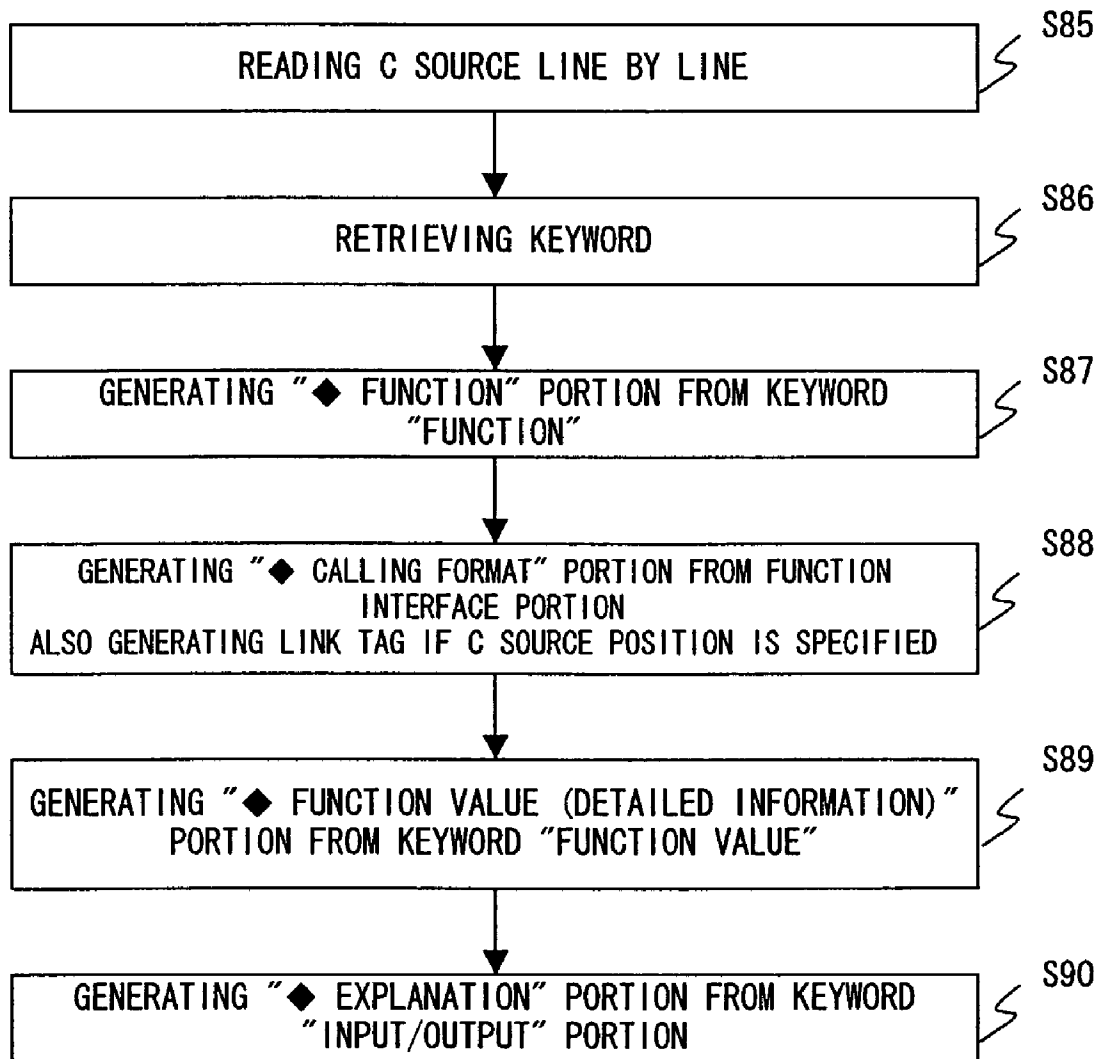 S85
READING C SOURCE LINE BY LINE
S86
RETRIEVING KEYWORD
S87
GENERATING "◆ FUNCTION" PORTION FROM KEYWORD
"FUNCTION"
S88
GENERATING "◆ CALLING FORMAT" PORTION FROM FUNCTION
INTERFACE PORTION
ALSO GENERATING LINK TAG IF C SOURCE POSITION IS SPECIFIED
S89
GENERATING "◆ FUNCTION VALUE (DETAILED INFORMATION)"
PORTION FROM KEYWORD "FUNCTION VALUE"
S90
GENERATING "◆ EXPLANATION" PORTION FROM KEYWORD
"INPUT/OUTPUT" PORTION